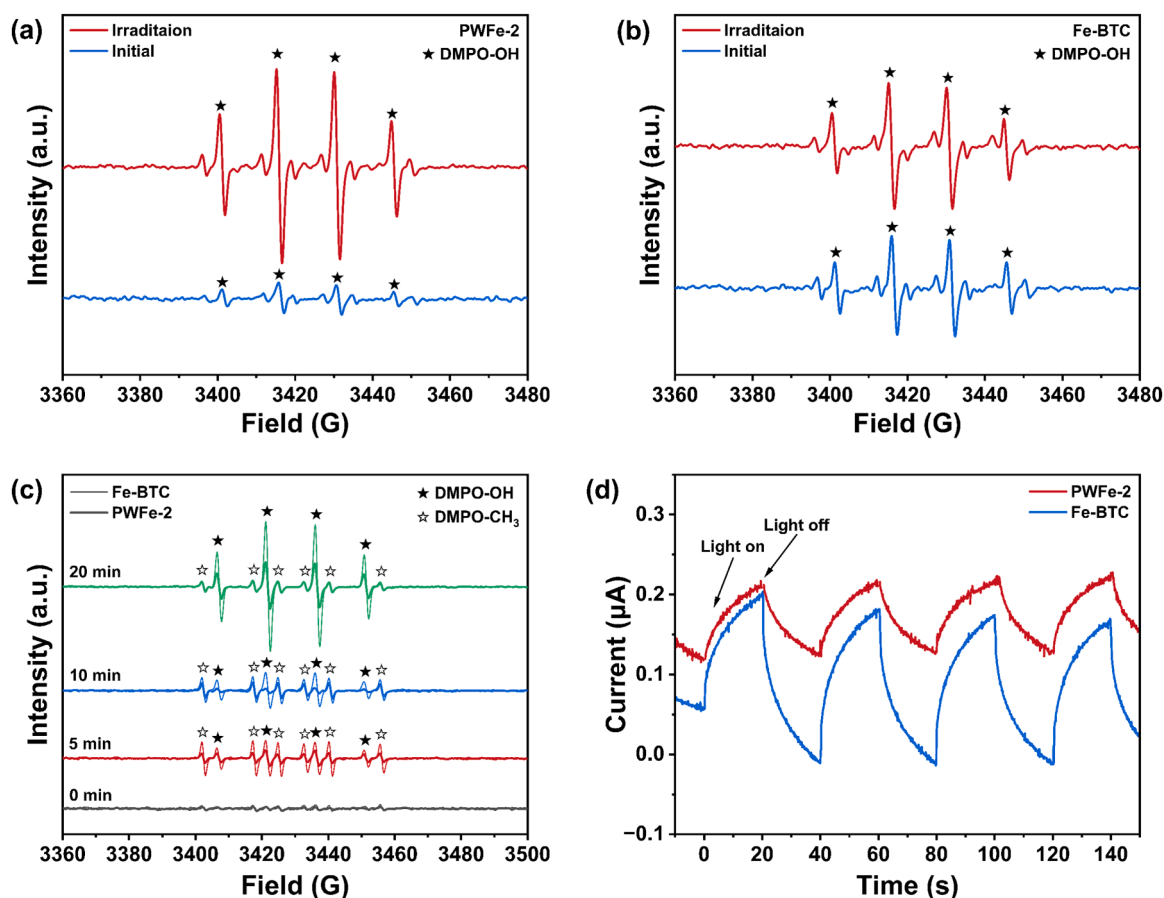 (a)
Irraditaion
Initial
PWFe-2
★ DMPO-OH
Intensity (a.u.)
3360 3380 3400 3420 3440 3460 3480
Field (G)
(b)
Irraditaion
Initial
Fe-BTC
★ DMPO-OH
Intensity (a.u.)
3360 3380 3400 3420 3440 3460 3480
Field (G)
(c)
Fe-BTC
PWFe-2
★ DMPO-OH
☆ DMPO-CH₃
20 min
10 min
5 min
0 min
Intensity (a.u.)
3360 3380 3400 3420 3440 3460 3480 3500
Field (G)
(d)
PWFe-2
Fe-BTC
Light on
Light off
Current (µA)
0.3
0.2
0.1
0.0
−0.1
0 20 40 60 80 100 120 140
Time (s)